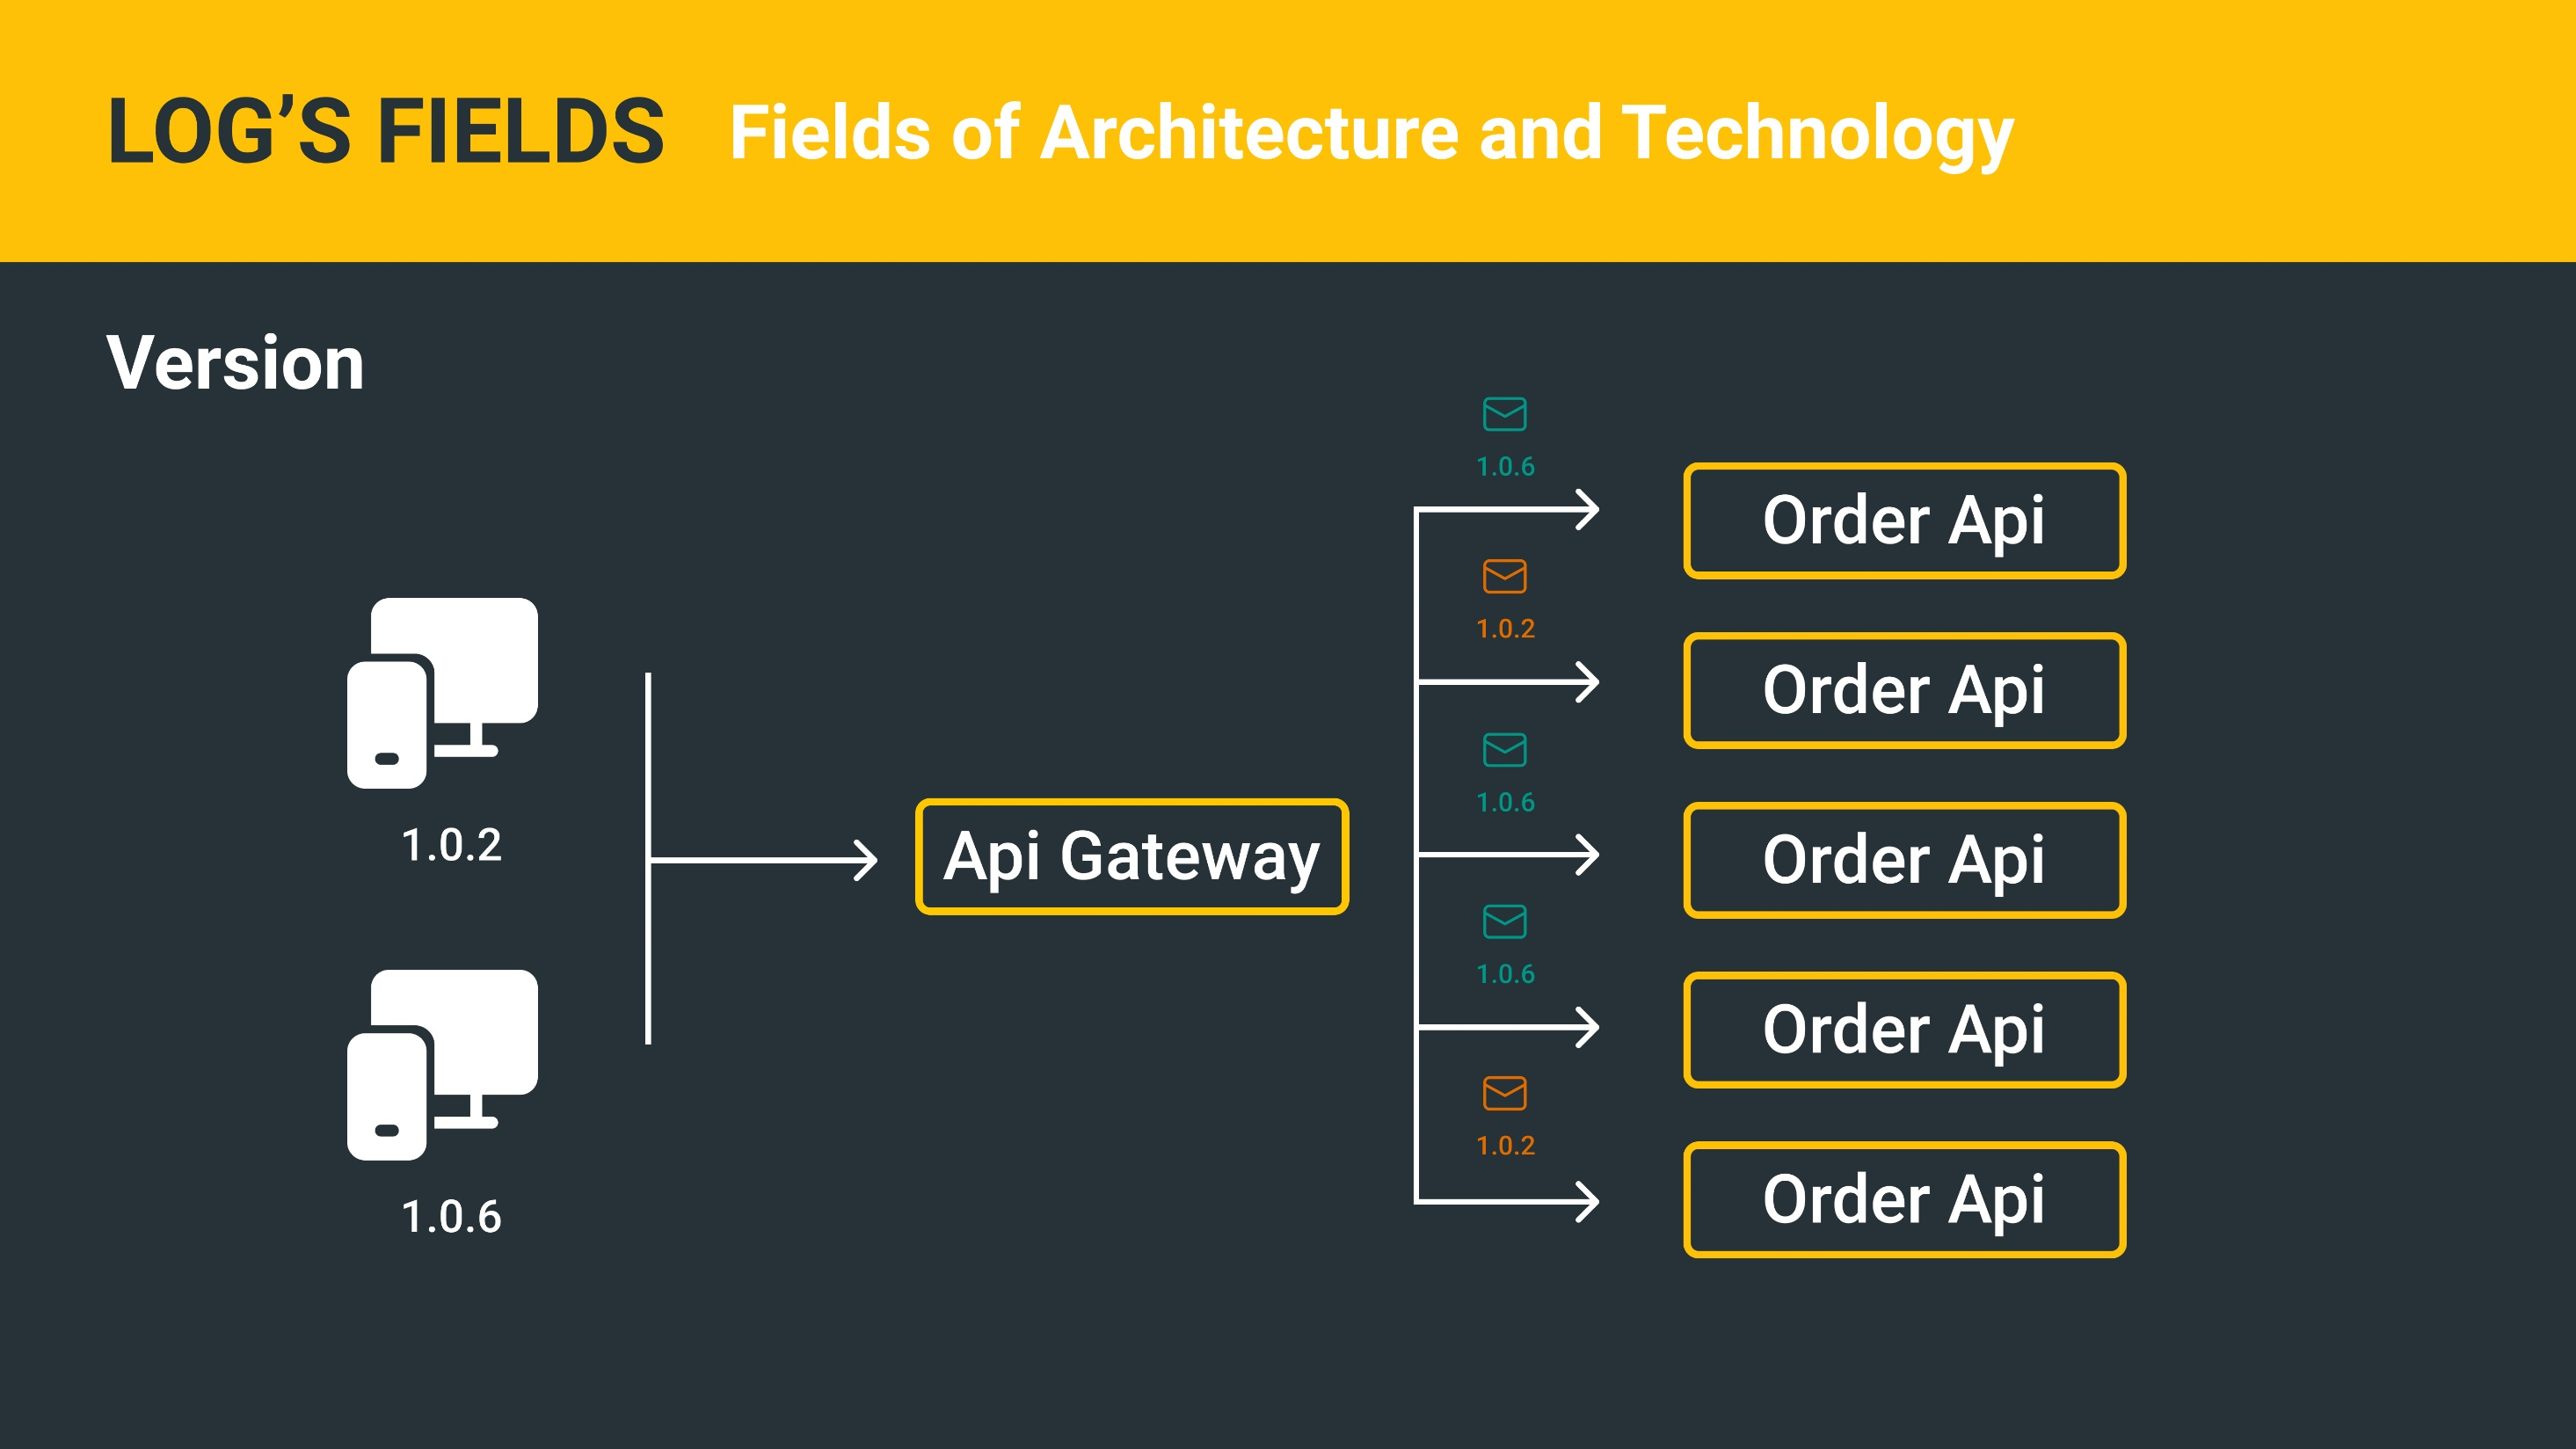 LOG’S FIELDS Fields of Architecture and Technology
Version
1.0.2
1.0.6
Api Gateway
1.0.6
1.0.2
1.0.6
1.0.6
1.0.2
Order Api
Order Api
Order Api
Order Api
Order Api